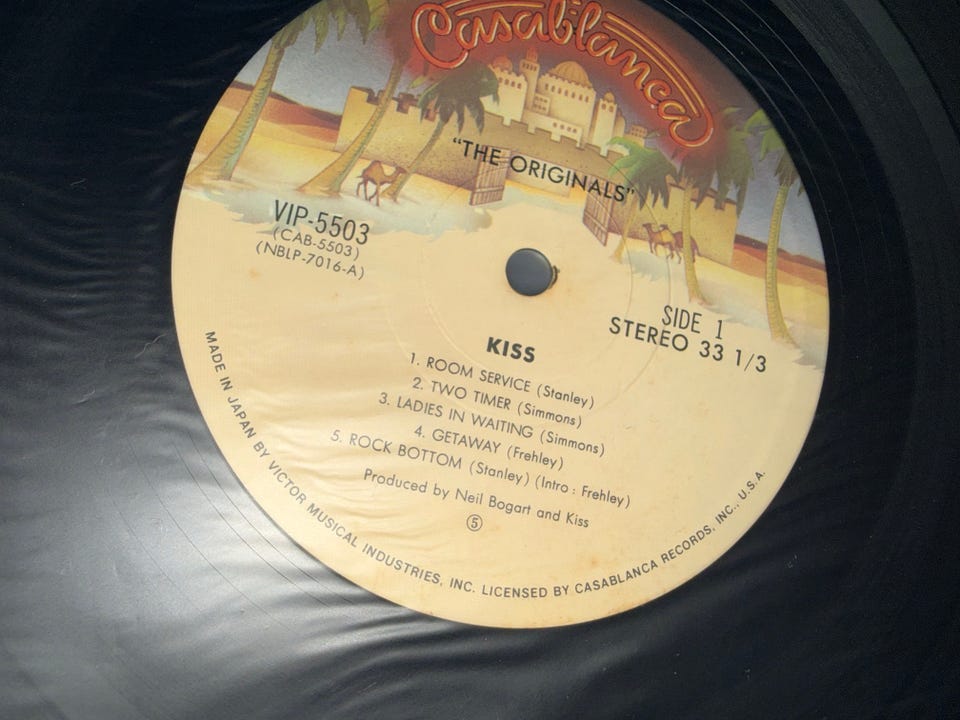 Casablanca
"THE ORIGINALS"
VIP-5503
(CAB-5503)
(NBLP-7016-A)
SIDE 1
STEREO 33 1/3
KISS
1. ROOM SERVICE (Stanley)
2. TWO TIMER (Simmons)
3. LADIES IN WAITING (Simmons)
4. GETAWAY (Frehley)
5. ROCK BOTTOM (Stanley) (Intro : Frehley)
Produced by Neil Bogart and Kiss
⑤
MADE IN JAPAN BY VICTOR MUSICAL INDUSTRIES, INC. LICENSED BY CASABLANCA RECORDS, INC., U.S.A.